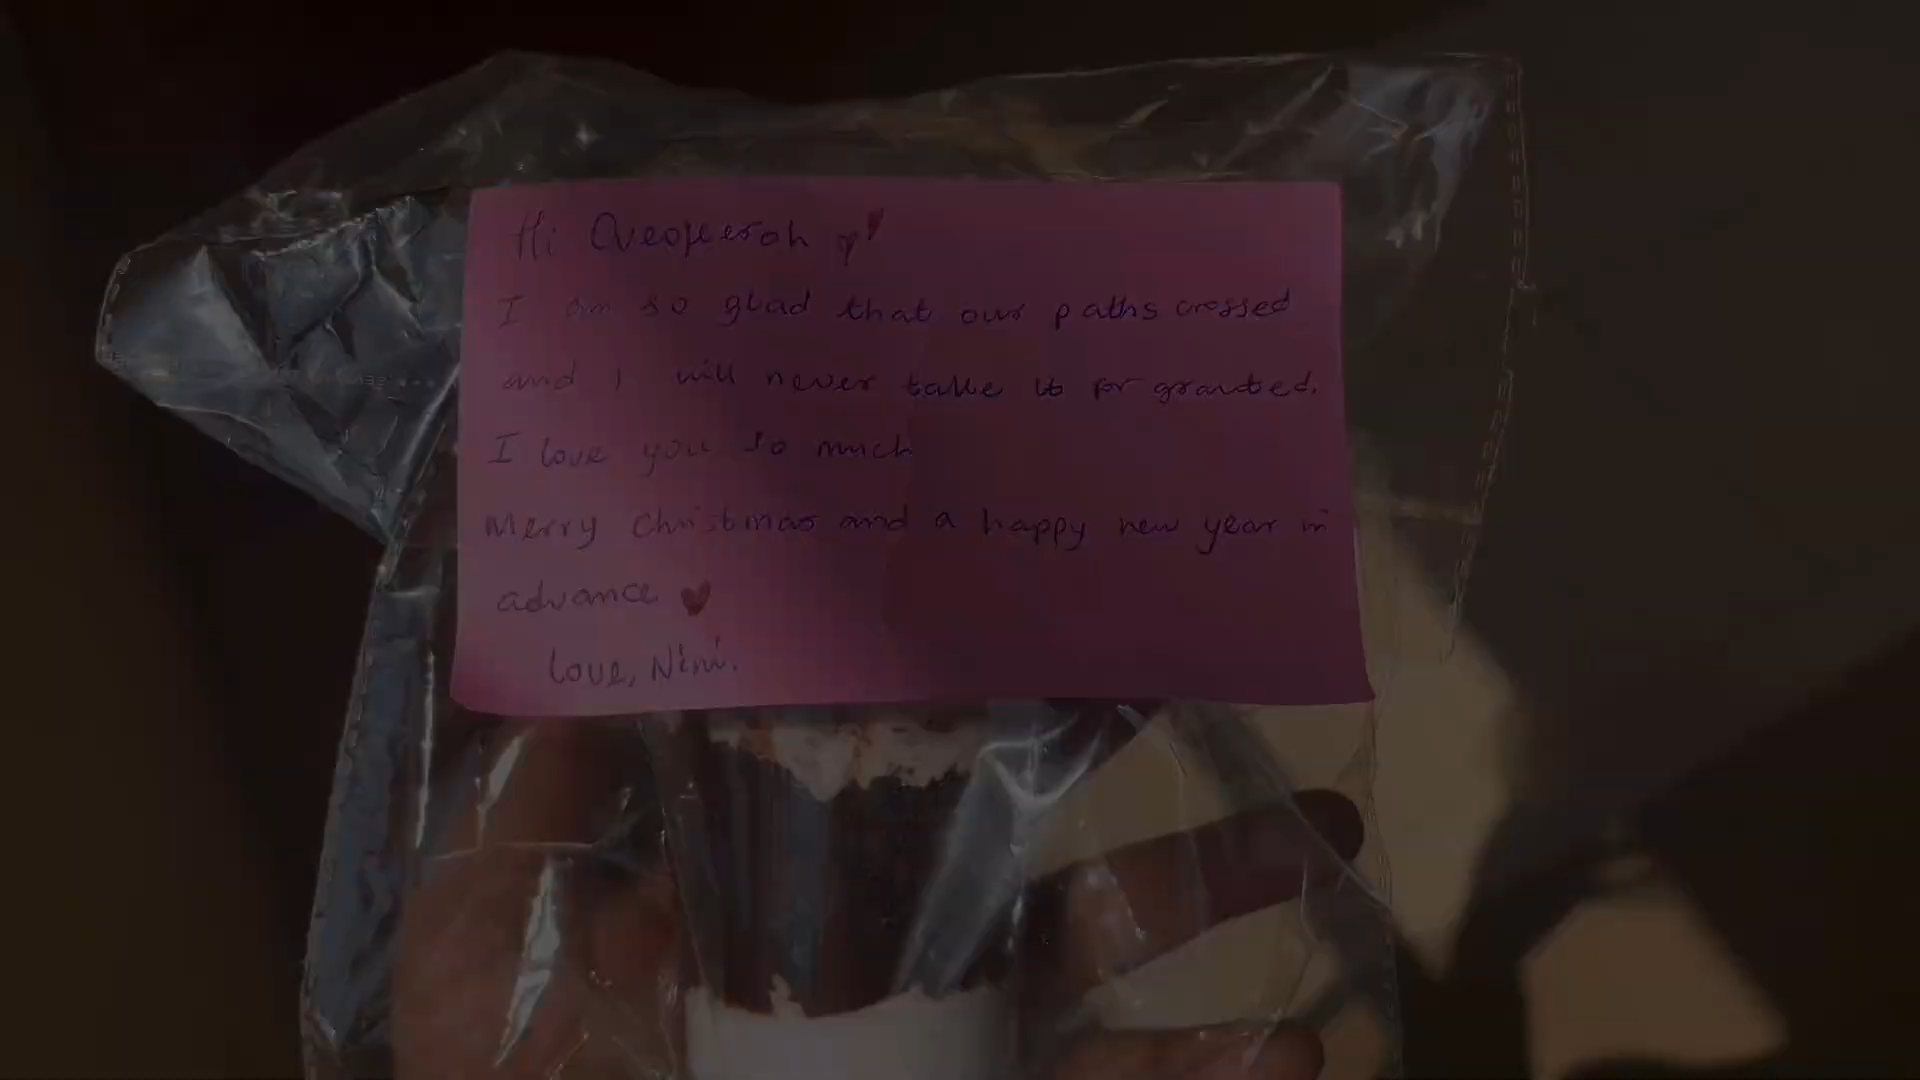 Hi Oveoperah
I am so glad that our paths crossed
and I will never take it for granted.
I love you so much
Merry Christmas and a happy new year in
advance
Love, Nini.